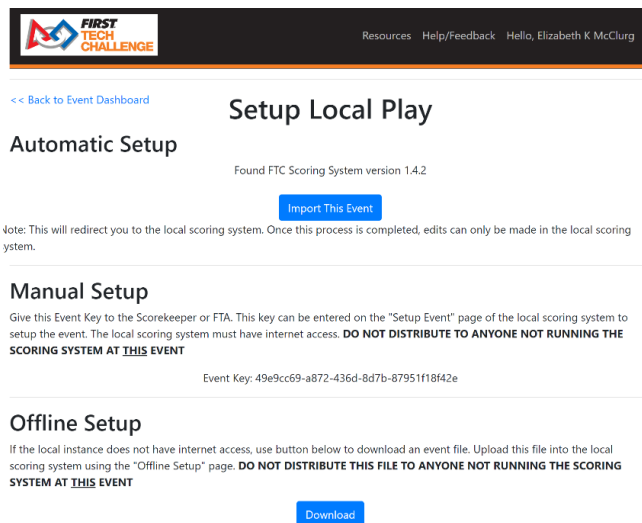 FIRST
TECH
CHALLENGE
Resources Help/Feedback Hello, Elizabeth K McClurg
<< Back to Event Dashboard
Setup Local Play
Automatic Setup
Found FTC Scoring System version 1.4.2
Import This Event
Note: This will redirect you to the local scoring system. Once this process is completed, edits can only be made in the local scoring
ystem.
Manual Setup
Give this Event Key to the Scorekeeper or FTA. This key can be entered on the "Setup Event" page of the local scoring system to
setup the event. The local scoring system must have internet access. DO NOT DISTRIBUTE TO ANYONE NOT RUNNING THE
SCORING SYSTEM AT THIS EVENT
Event Key: 49e9cc69-a872-436d-8d7b-87951f18f42e
Offline Setup
If the local instance does not have internet access, use button below to download an event file. Upload this file into the local
scoring system using the "Offline Setup" page. DO NOT DISTRIBUTE THIS FILE TO ANYONE NOT RUNNING THE SCORING
SYSTEM AT THIS EVENT
Download